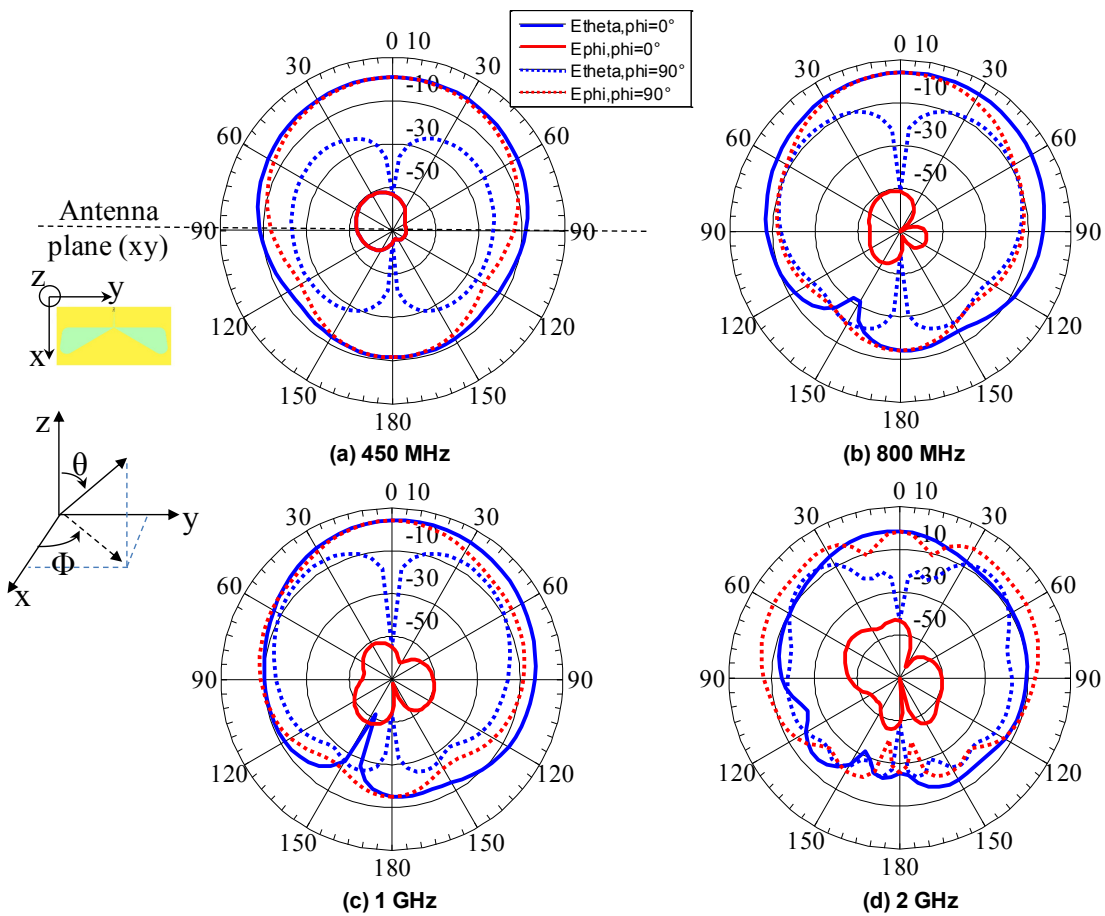 Etheta,phi=0°
Ephi,phi=0°
Etheta,phi=90°
Ephi,phi=90°
0 10
30 30
-10
60 -30 60
-50
90 90
120 120
150 150
180
(a) 450 MHz
0 10
30 30
-10
60 -30 60
-50
90 90
120 120
150 150
180
(b) 800 MHz
Antenna
plane (xy)
z
y
x
z
θ
y
Φ
x
0 10
30 30
-10
60 -30 60
-50
90 90
120 120
150 150
180
(c) 1 GHz
0 10
30 30
-10
60 -30 60
-50
90 90
120 120
150 150
180
(d) 2 GHz